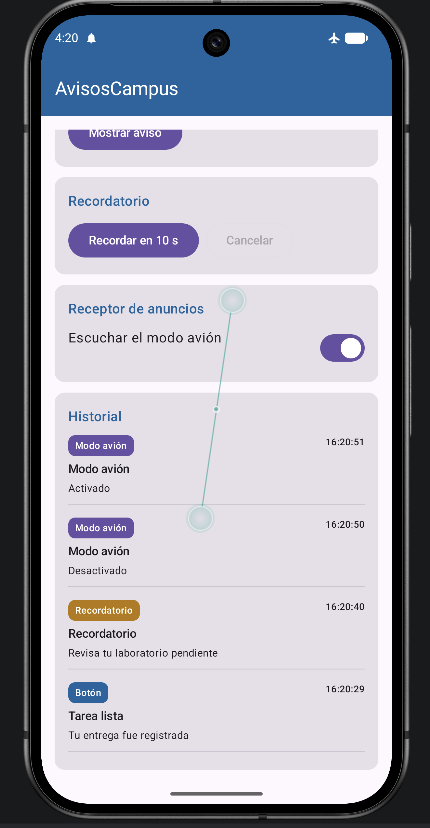 4:20
AvisosCampus
Mostrar aviso
Recordatorio
Recordar en 10 s
Cancelar
Receptor de anuncios
Escuchar el modo avión
Historial
Modo avión
16:20:51
Modo avión
Activado
Modo avión
16:20:50
Modo avión
Desactivado
Recordatorio
16:20:40
Recordatorio
Revisa tu laboratorio pendiente
Botón
16:20:29
Tarea lista
Tu entrega fue registrada